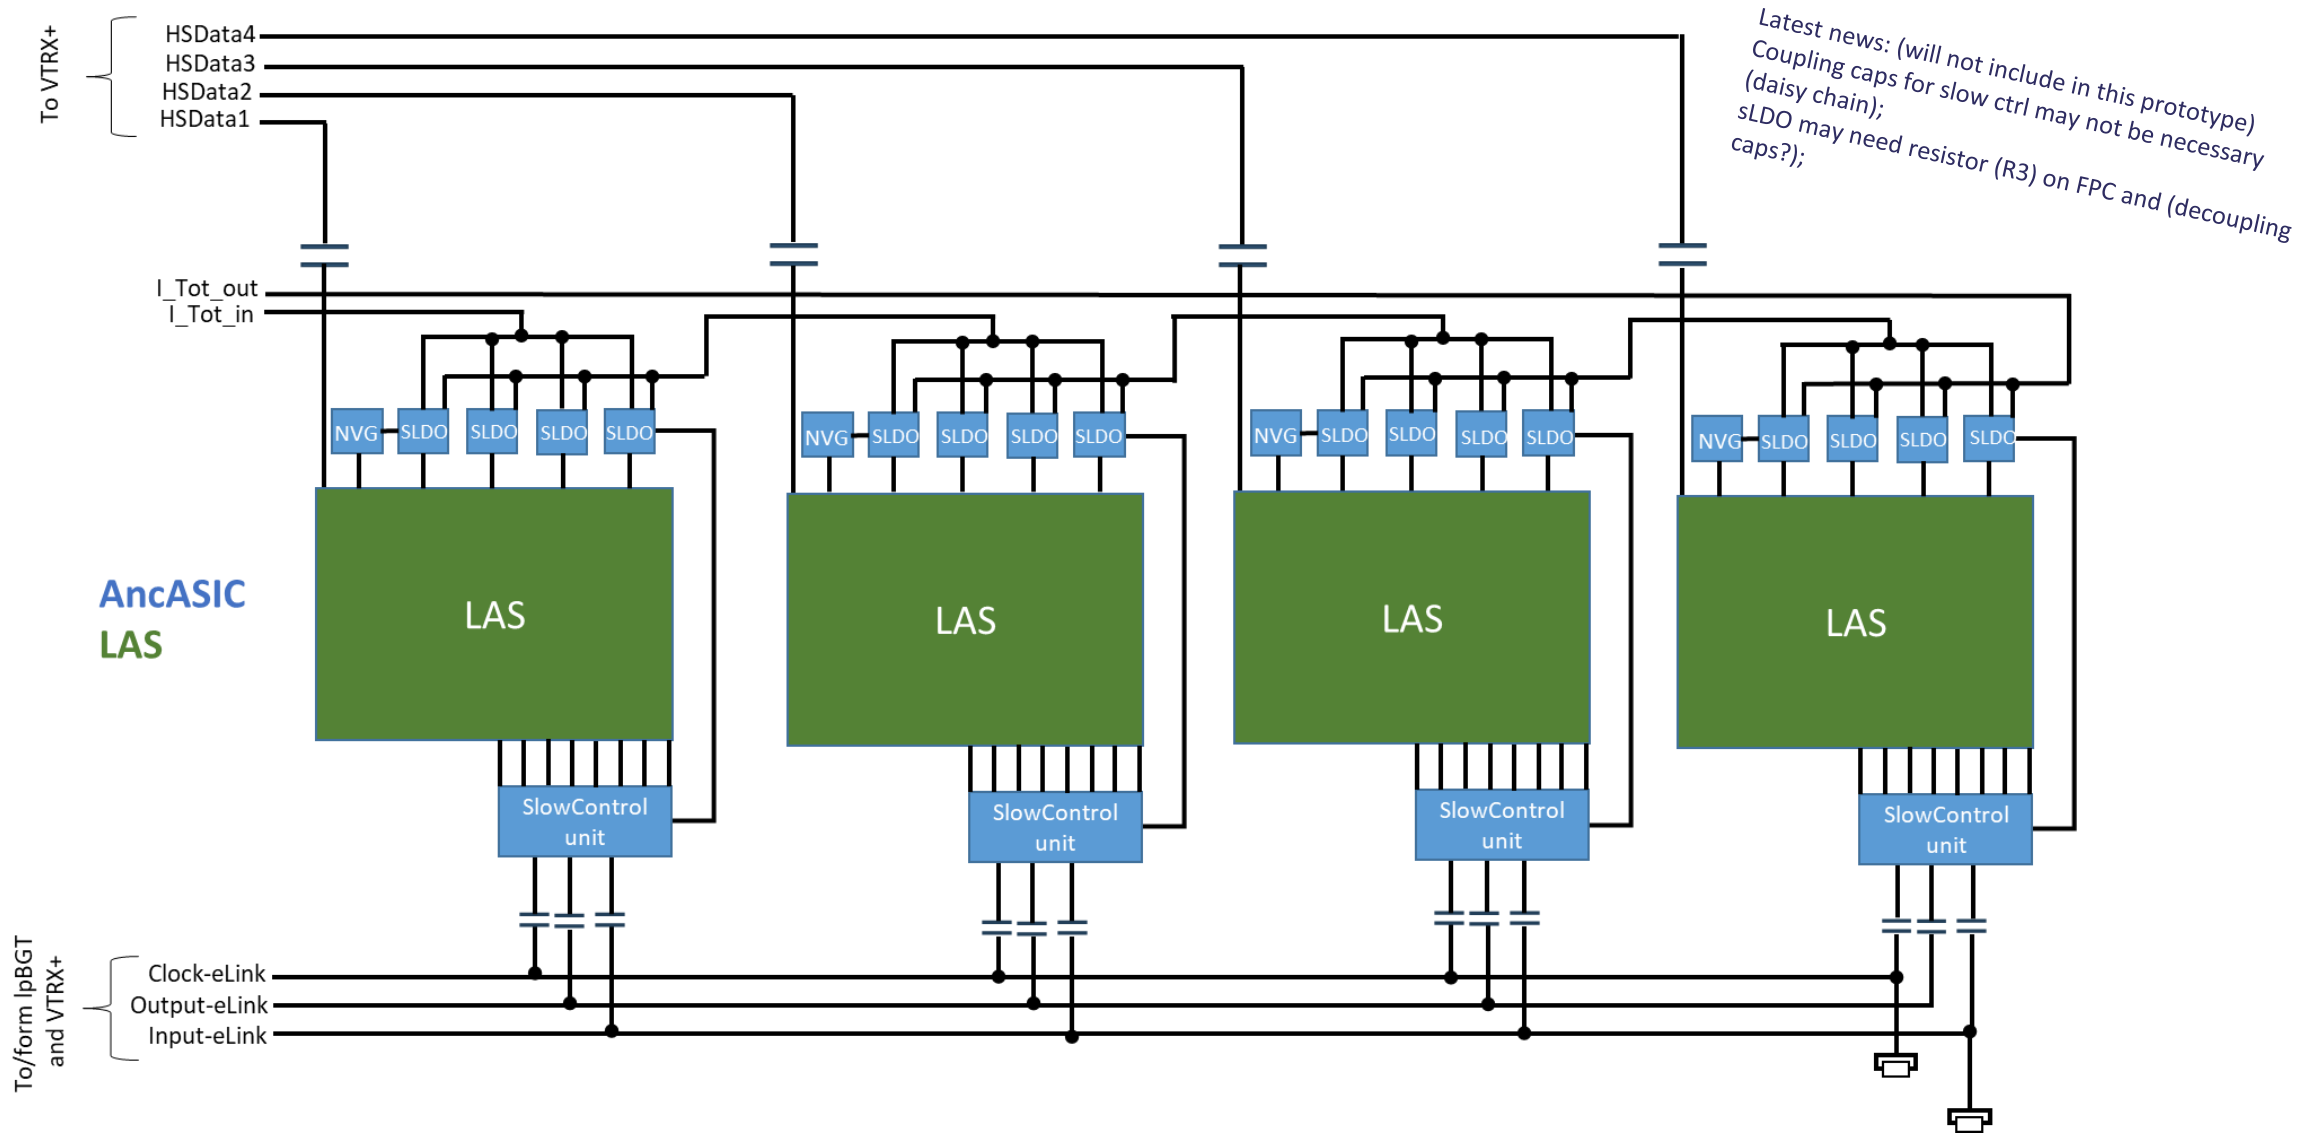 To VTRX+
HSData4
HSData3
HSData2
HSData1
Latest news: (will not include in this prototype)
Coupling caps for slow ctrl may not be necessary
(daisy chain);
sLDO may need resistor (R3) on FPC and (decoupling
caps?);
I_Tot_out
I_Tot_in
NVG SLDO SLDO SLDO SLDO
NVG SLDO SLDO SLDO SLDO
NVG SLDO SLDO SLDO SLDO
NVG SLDO SLDO SLDO SLDO
AncASIC
LAS
LAS
LAS
LAS
LAS
SlowControl
unit
SlowControl
unit
SlowControl
unit
SlowControl
unit
To/form lpBGT
and VTRX+
Clock-eLink
Output-eLink
Input-eLink